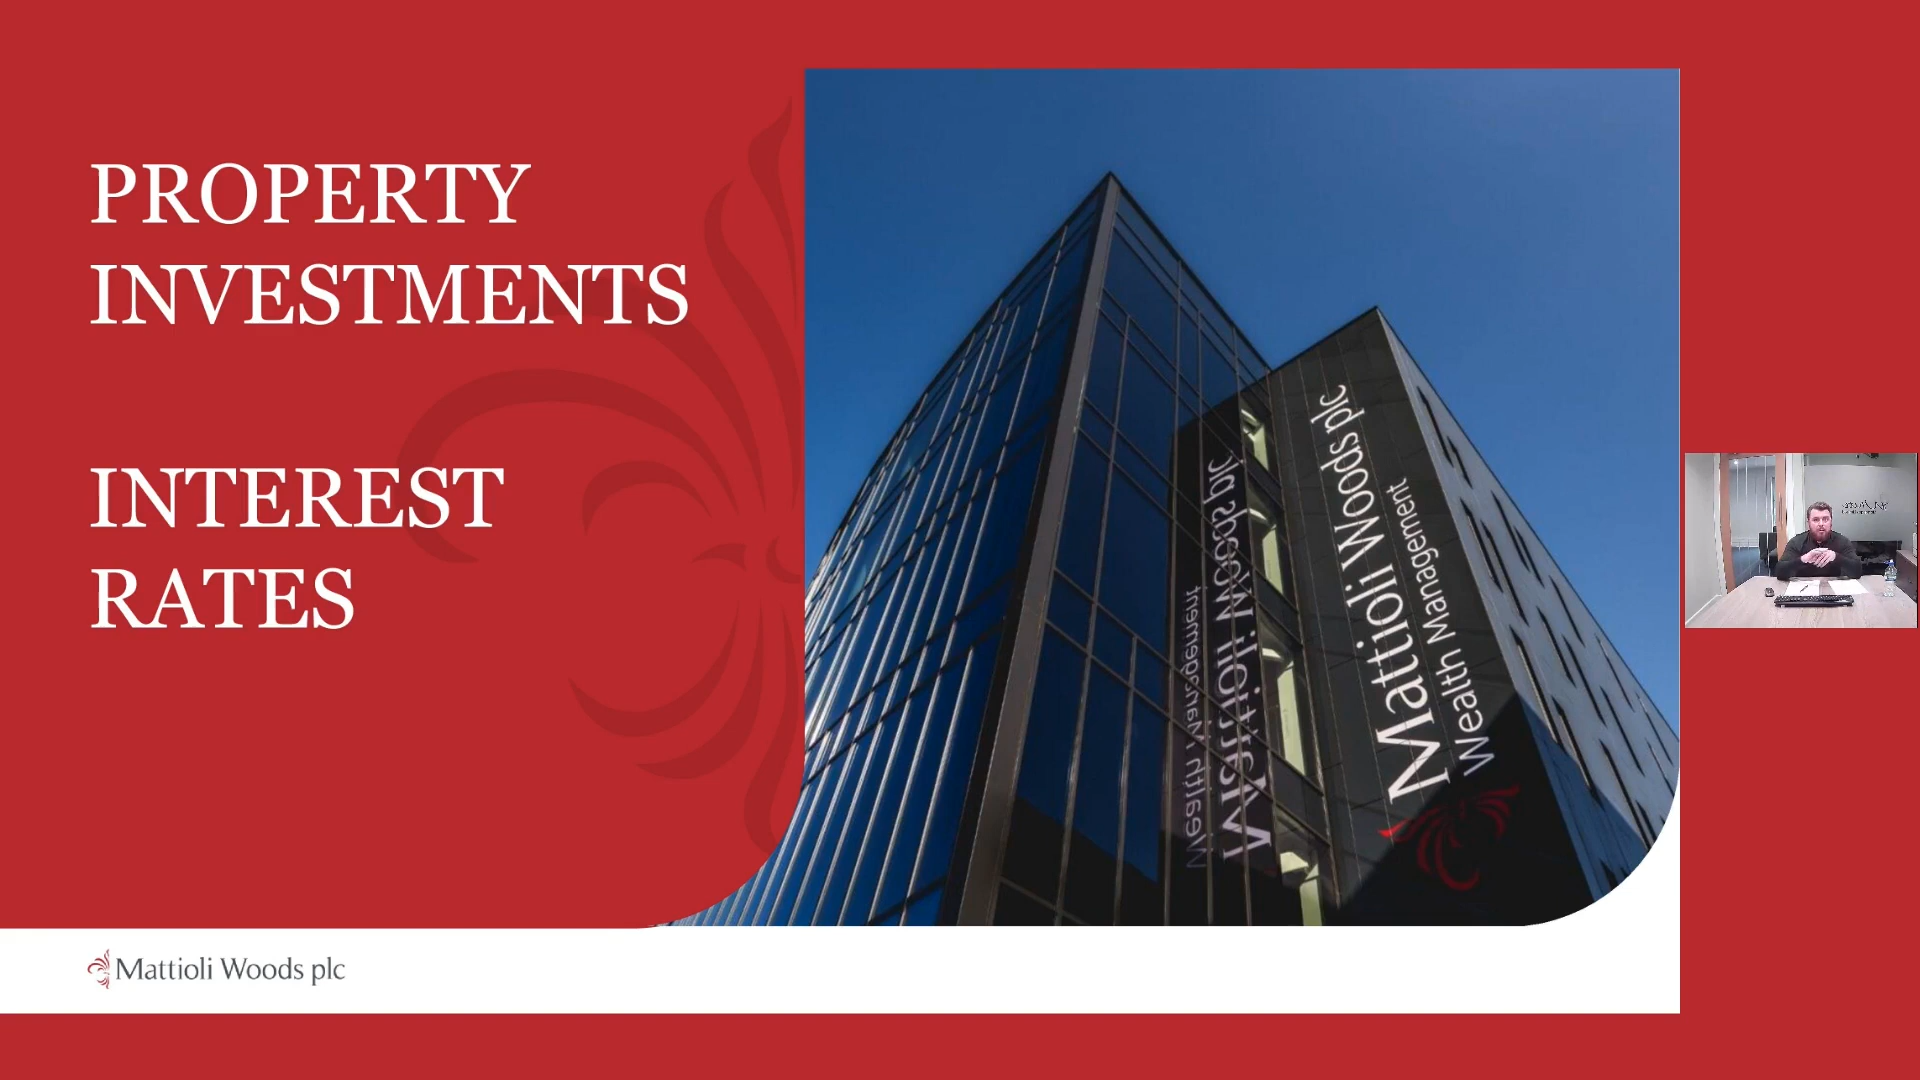 PROPERTY
INVESTMENTS
INTEREST
RATES
Mattioli Woods plc
Wealth Management
Mattioli Woods plc
Wealth Management
Mattioli Woods plc